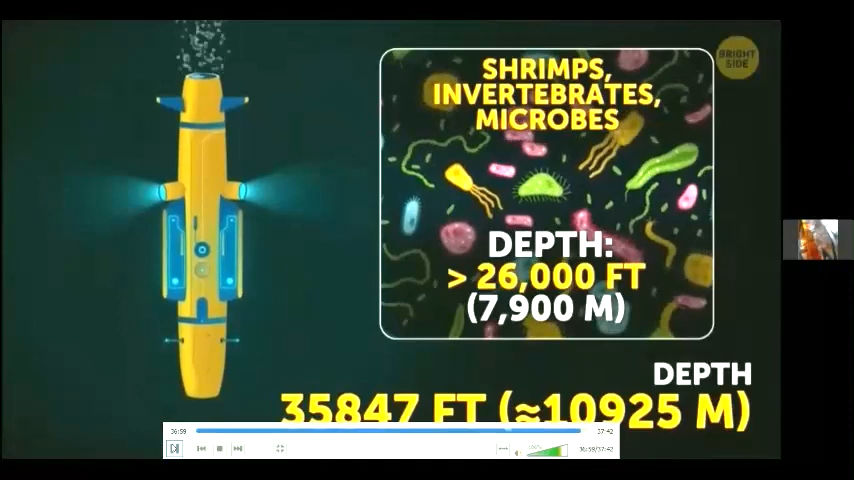 BRIGHT
SIDE
SHRIMPS,
INVERTEBRATES,
MICROBES
DEPTH:
> 26,000 FT
(7,900 M)
DEPTH
35847 FT (≈10925 M)
36:59
37:42
36:59/37:42